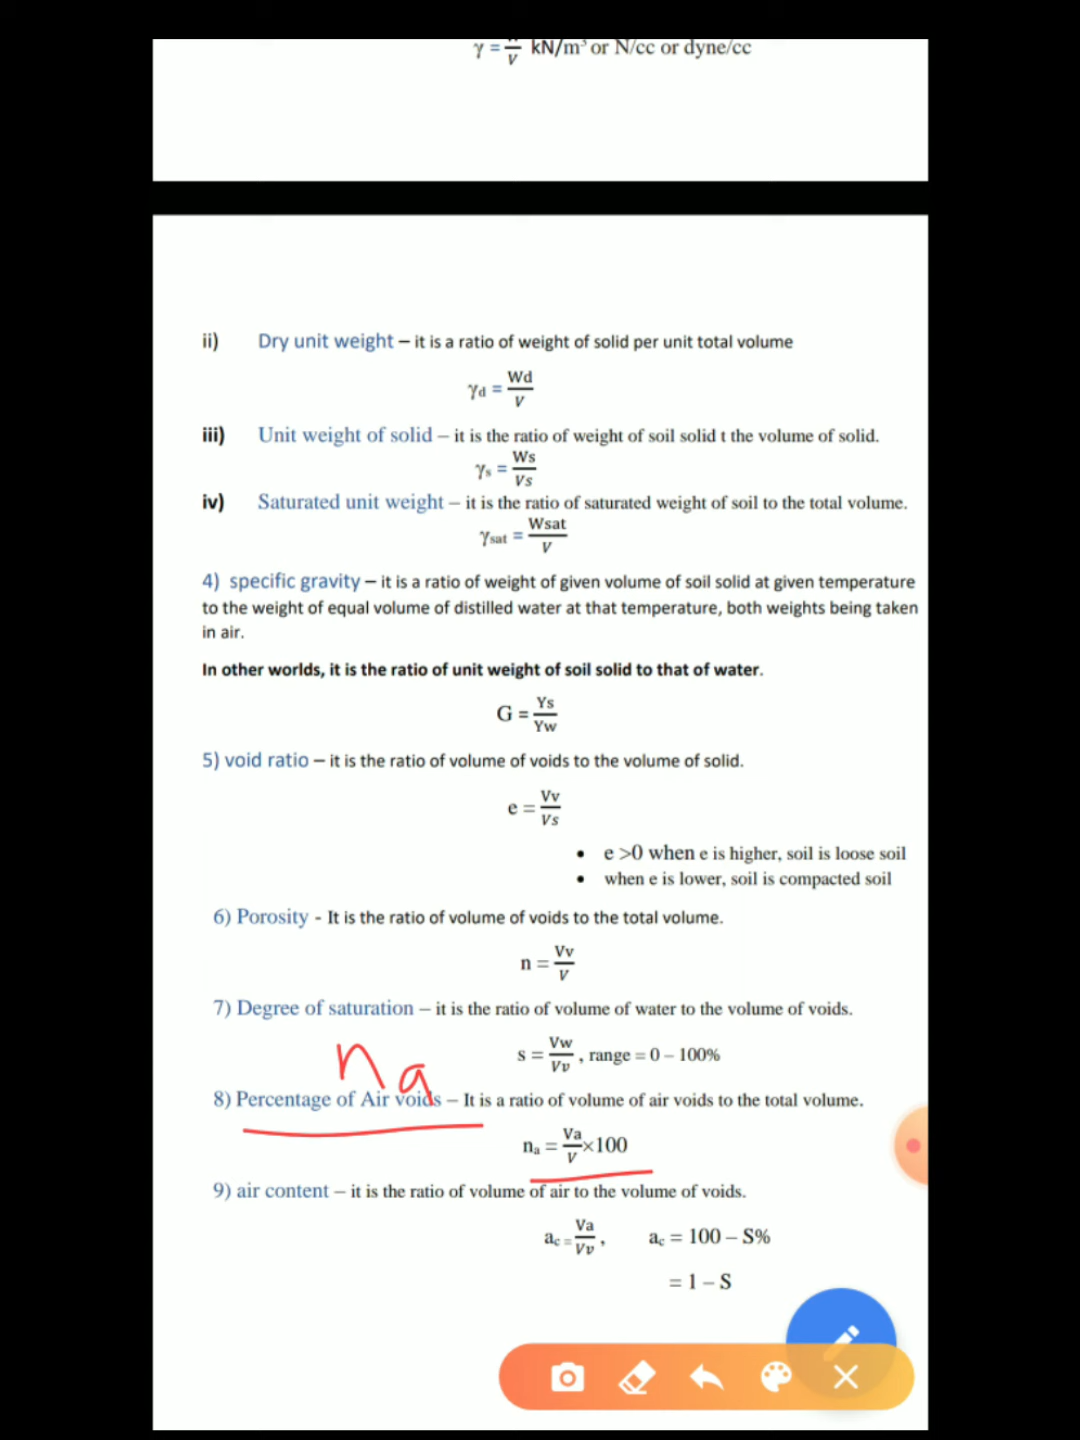 γ = /V kN/m³ or N/cc or dyne/cc
ii) Dry unit weight – it is a ratio of weight of solid per unit total volume
γd = Wd/V
iii) Unit weight of solid – it is the ratio of weight of soil solid t the volume of solid.
γs = Ws/Vs
iv) Saturated unit weight – it is the ratio of saturated weight of soil to the total volume.
γsat = Wsat/V
4) specific gravity – it is a ratio of weight of given volume of soil solid at given temperature
to the weight of equal volume of distilled water at that temperature, both weights being taken
in air.
In other worlds, it is the ratio of unit weight of soil solid to that of water.
G = Ys/Yw
5) void ratio – it is the ratio of volume of voids to the volume of solid.
e = Vv/Vs
• e >0 when e is higher, soil is loose soil
• when e is lower, soil is compacted soil
6) Porosity - It is the ratio of volume of voids to the total volume.
n = Vv/V
7) Degree of saturation – it is the ratio of volume of water to the volume of voids.
s = Vw/Vv , range = 0 – 100%
na
8) Percentage of Air voids – It is a ratio of volume of air voids to the total volume.
na = Va/V ×100
9) air content – it is the ratio of volume of air to the volume of voids.
ac = Va/Vv , ac = 100 – S%
= 1 – S